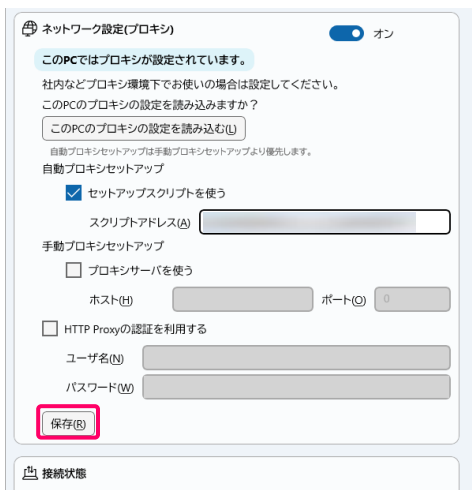 ネットワーク設定(プロキシ)
オン
このPCではプロキシが設定されています。
社内などプロキシ環境下でお使いの場合は設定してください。
このPCのプロキシの設定を読み込みますか？
このPCのプロキシの設定を読み込む(L)
自動プロキシセットアップは手動プロキシセットアップより優先します。
自動プロキシセットアップ
セットアップスクリプトを使う
スクリプトアドレス(A)
手動プロキシセットアップ
プロキシサーバを使う
ホスト(H) ポート(O) 0
HTTP Proxyの認証を利用する
ユーザ名(N)
パスワード(W)
保存(R)
接続状態